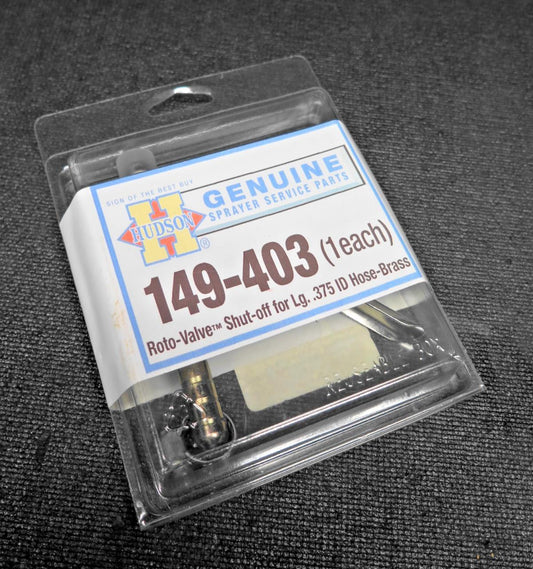 SIGN OF THE BEST BUY
HUDSON®
GENUINE
SPRAYER SERVICE PARTS
149-403 (1each)
Roto-Valve™ Shut-off for Lg. .375 ID Hose-Brass